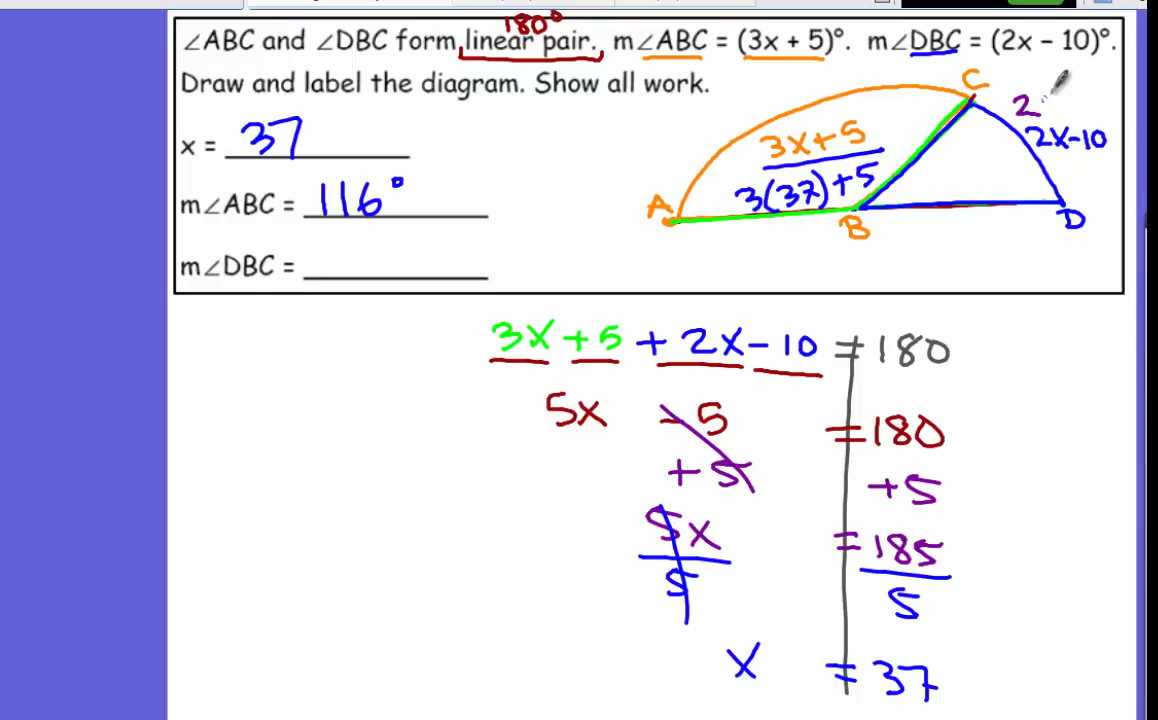 180°
∠ABC and ∠DBC form linear pair. m∠ABC = (3x + 5)°. m∠DBC = (2x – 10)°.
Draw and label the diagram. Show all work.
x = 37
m∠ABC = 116°
m∠DBC =
C
2
2x-10
3x+5
3(37)+5
A
B
D
3x + 5 + 2x - 10 = 180
5x - 5 = 180
+ 5 +5
5x = 185
5 5
x = 37